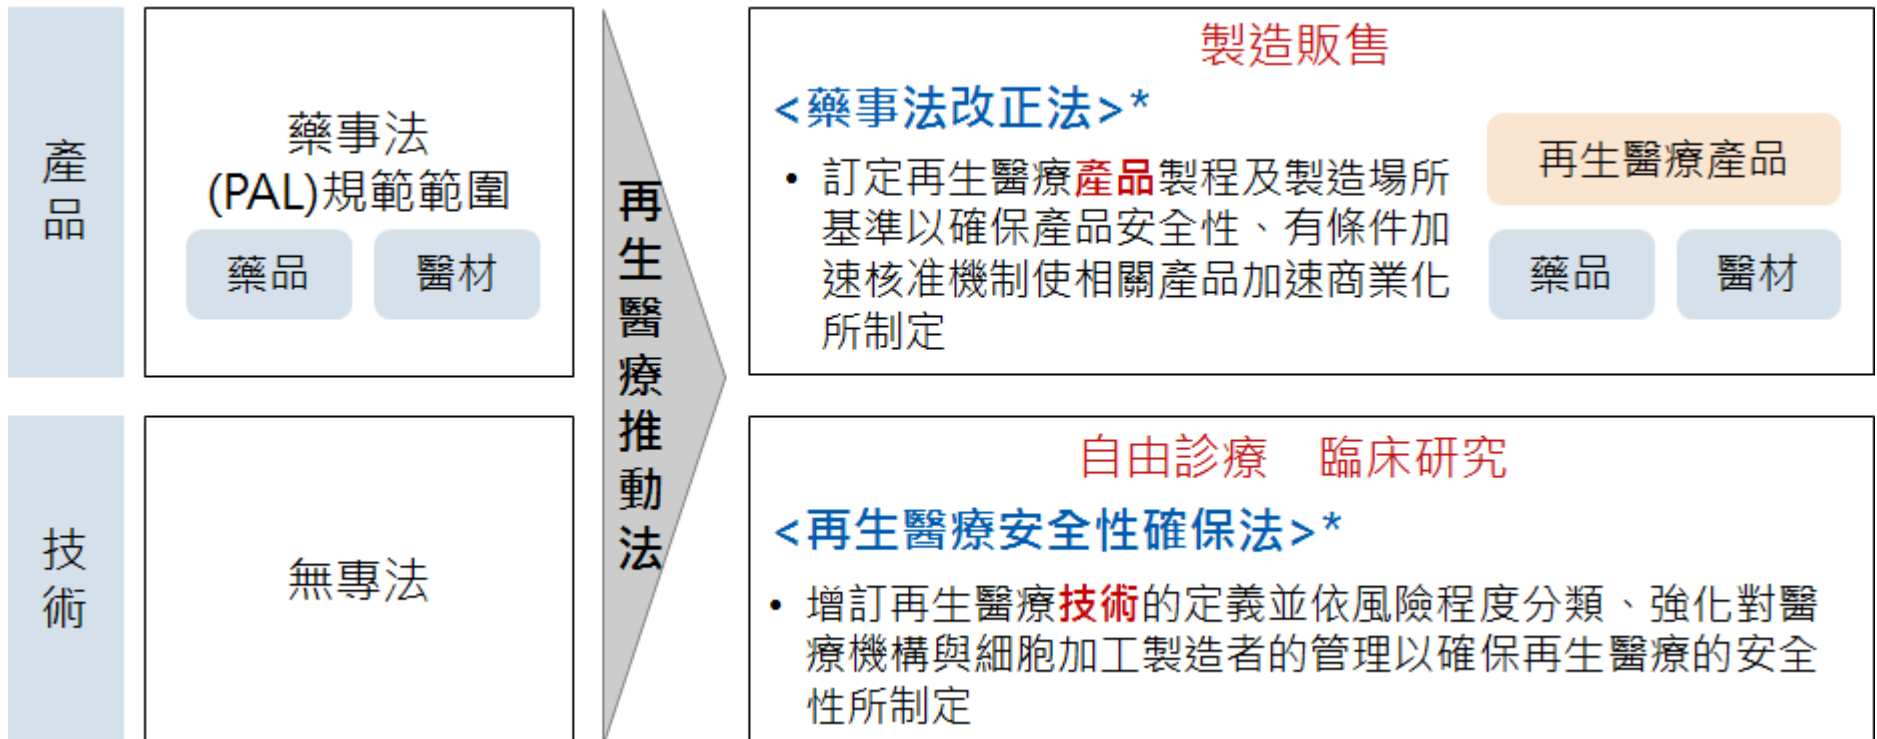 產品
藥事法
(PAL)規範範圍
藥品
醫材
再生醫療推動法
製造販售
<藥事法改正法>*
• 訂定再生醫療產品製程及製造場所
基準以確保產品安全性、有條件加
速核准機制使相關產品加速商業化
所制定
再生醫療產品
藥品
醫材
技術
無專法
自由診療　臨床研究
<再生醫療安全性確保法>*
• 增訂再生醫療技術的定義並依風險程度分類、強化對醫
療機構與細胞加工製造者的管理以確保再生醫療的安全
性所制定